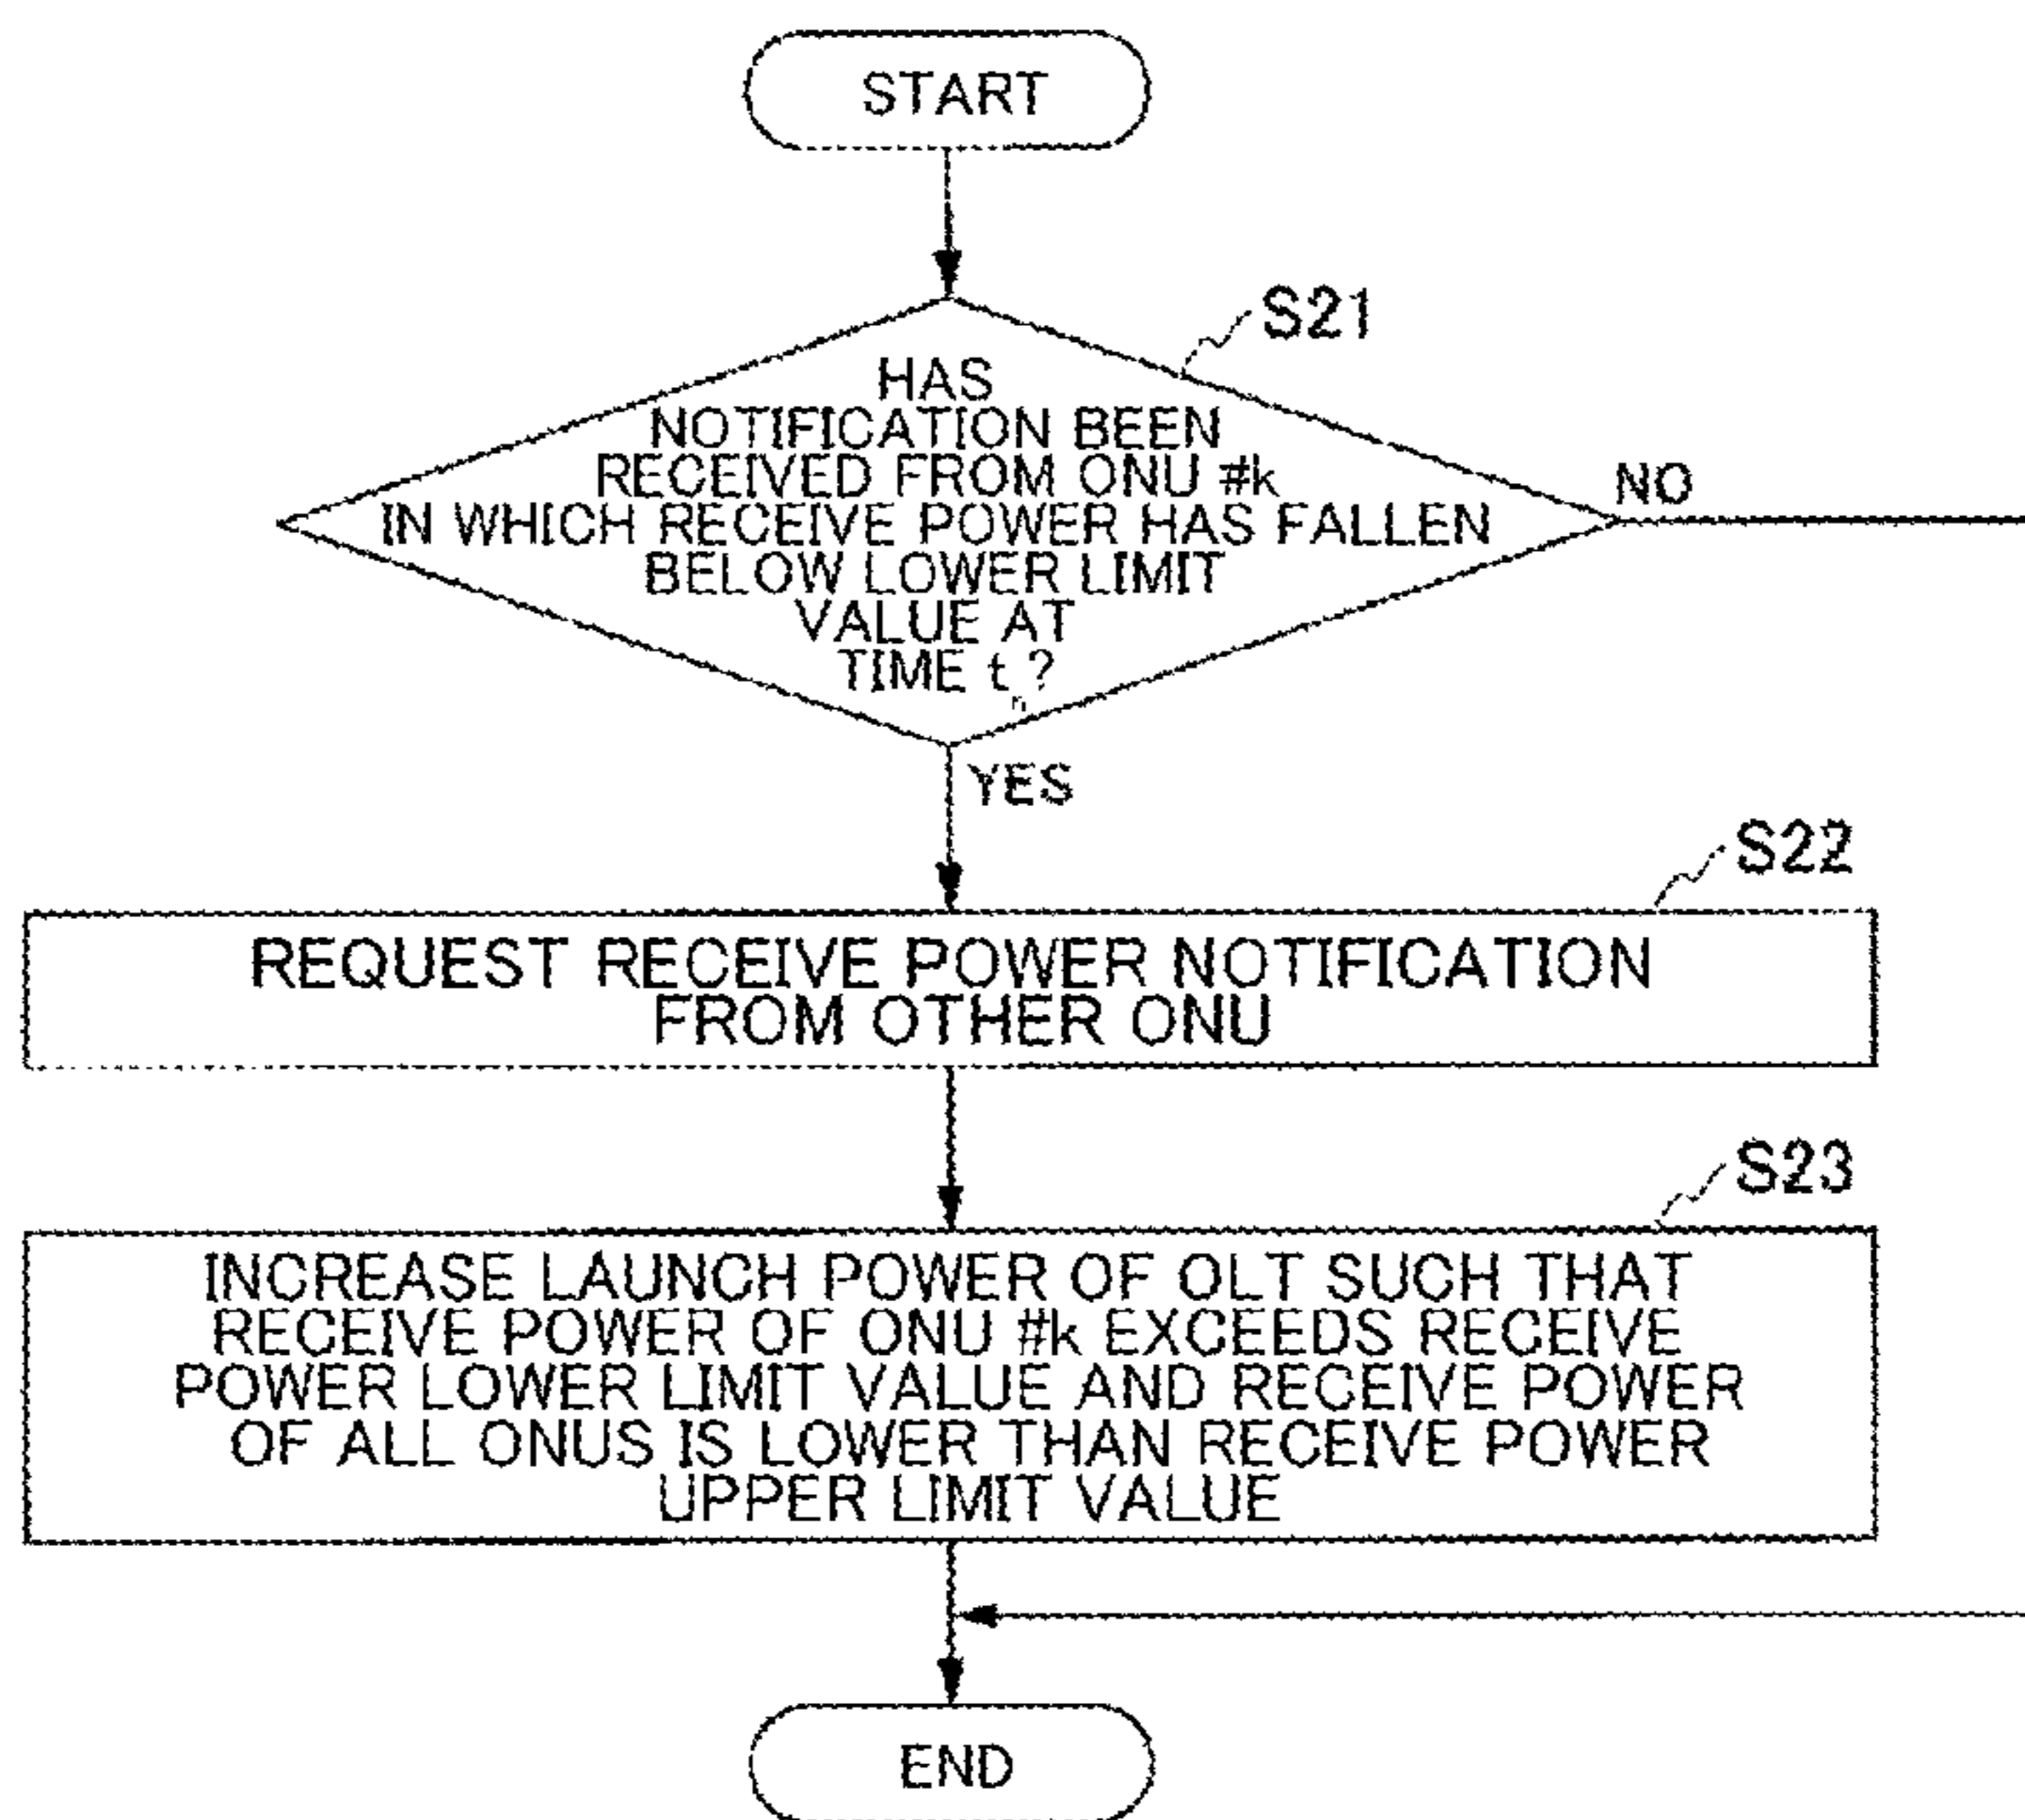 START
S21
HAS
NOTIFICATION BEEN
RECEIVED FROM ONU #k
IN WHICH RECEIVE POWER HAS FALLEN
BELOW LOWER LIMIT
VALUE AT
TIME tn?
NO
YES
S22
REQUEST RECEIVE POWER NOTIFICATION
FROM OTHER ONU
S23
INCREASE LAUNCH POWER OF OLT SUCH THAT
RECEIVE POWER OF ONU #k EXCEEDS RECEIVE
POWER LOWER LIMIT VALUE AND RECEIVE POWER
OF ALL ONUS IS LOWER THAN RECEIVE POWER
UPPER LIMIT VALUE
END